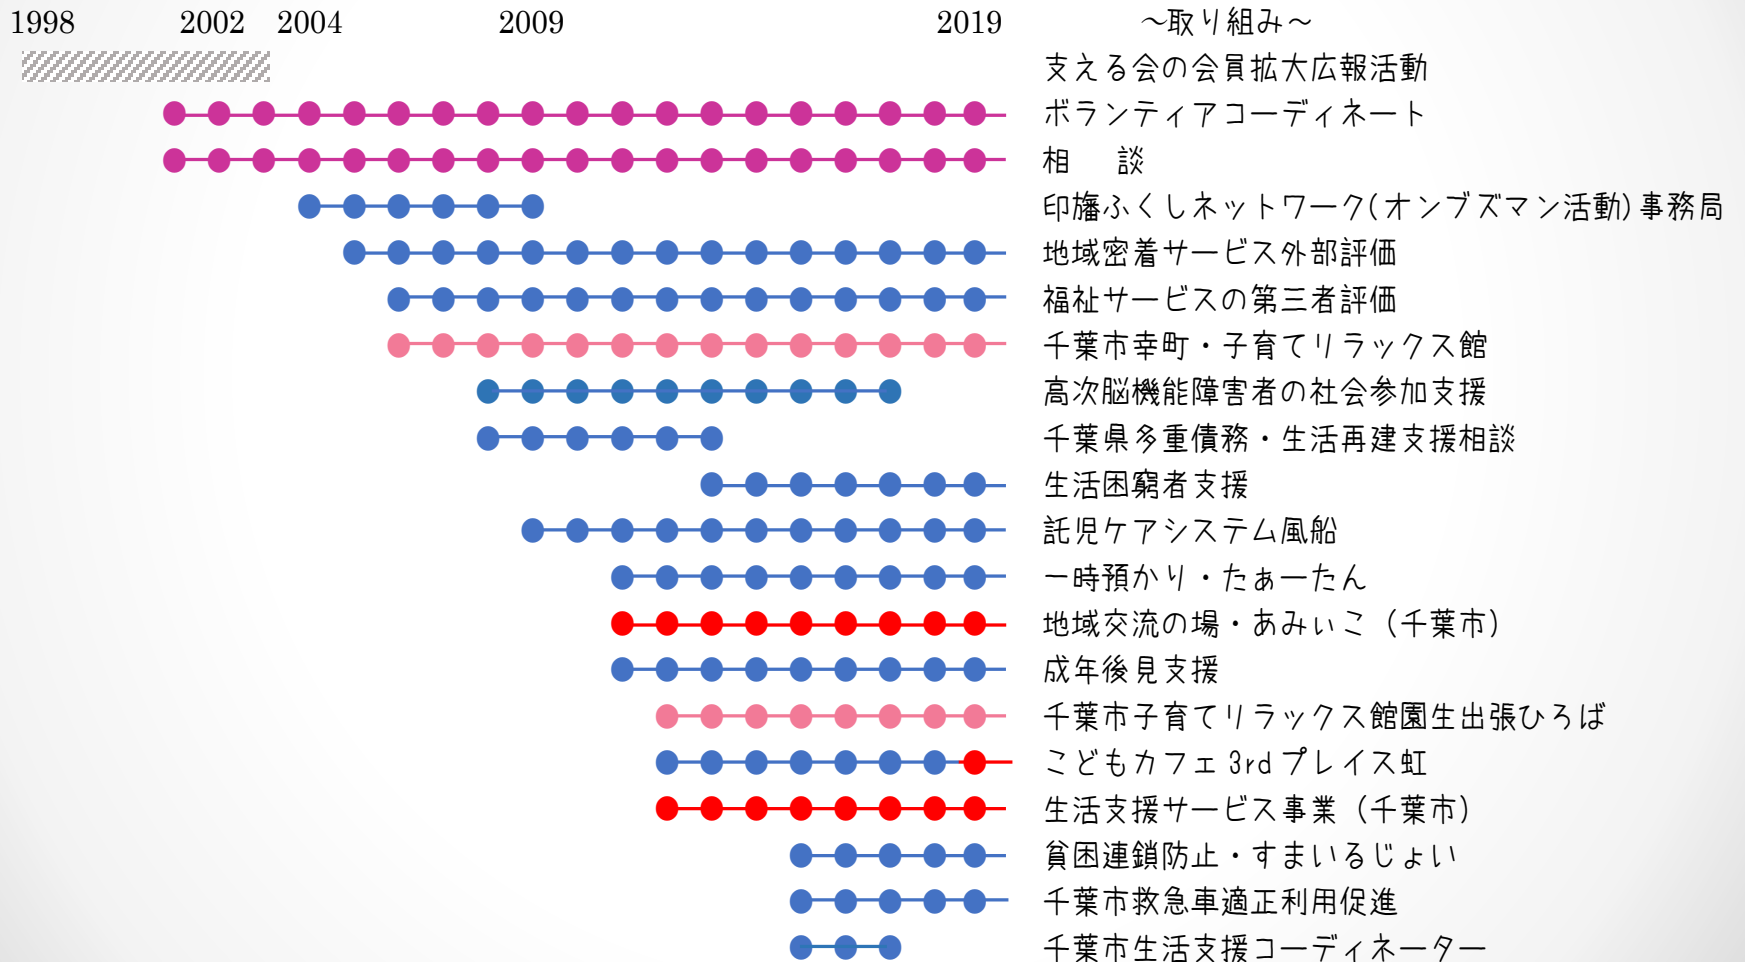 1998 2002 2004 2009 2019 ～取り組み～
支える会の会員拡大広報活動
ボランティアコーディネート
相　談
印旛ふくしネットワーク(オンブズマン活動)事務局
地域密着サービス外部評価
福祉サービスの第三者評価
千葉市幸町・子育てリラックス館
高次脳機能障害者の社会参加支援
千葉県多重債務・生活再建支援相談
生活困窮者支援
託児ケアシステム風船
一時預かり・たぁーたん
地域交流の場・あみぃこ（千葉市）
成年後見支援
千葉市子育てリラックス館園生出張ひろば
こどもカフェ 3rd プレイス虹
生活支援サービス事業（千葉市）
貧困連鎖防止・すまいるじょい
千葉市救急車適正利用促進
千葉市生活支援コーディネーター